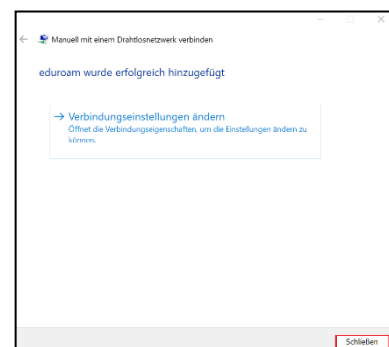 Manuell mit einem Drahtlosnetzwerk verbinden
eduroam wurde erfolgreich hinzugefügt
→ Verbindungseinstellungen ändern
Öffnet die Verbindungseigenschaften, um die Einstellungen ändern zu
können.
Schließen